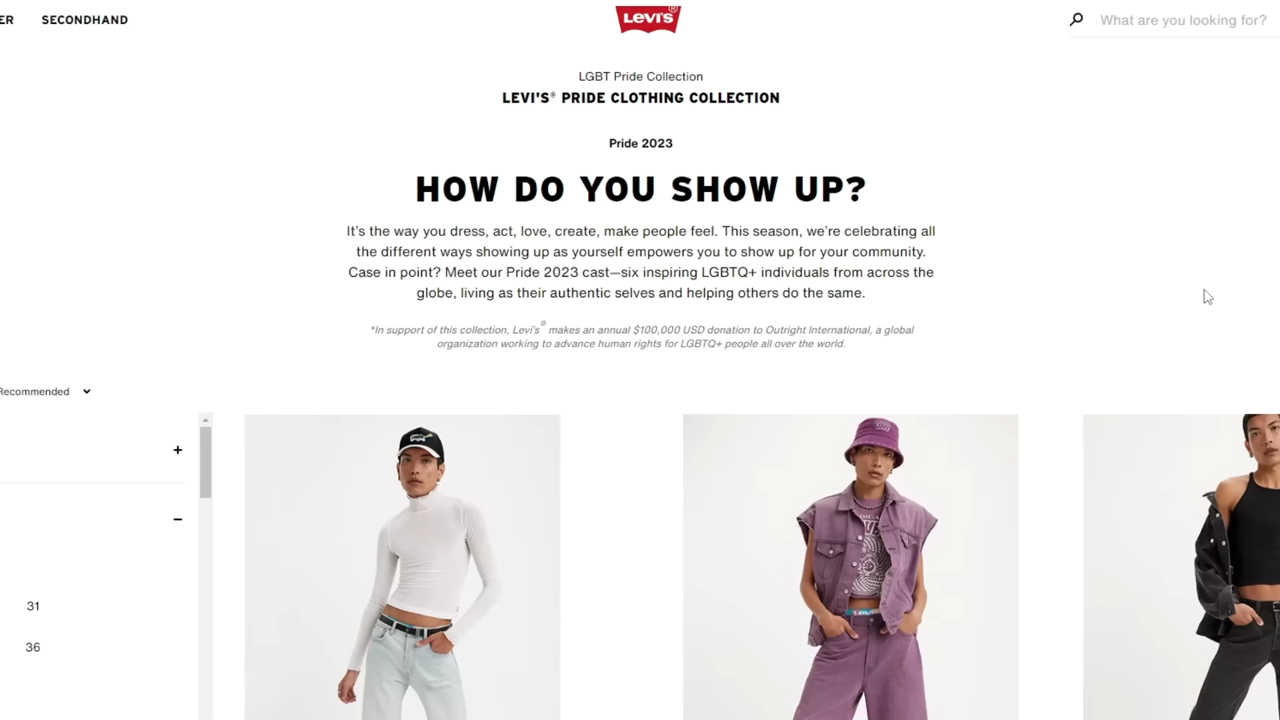 ER SECONDHAND
LEVI'S®
What are you looking for?
LGBT Pride Collection
LEVI'S® PRIDE CLOTHING COLLECTION
Pride 2023
HOW DO YOU SHOW UP?
It's the way you dress, act, love, create, make people feel. This season, we're celebrating all
the different ways showing up as yourself empowers you to show up for your community.
Case in point? Meet our Pride 2023 cast—six inspiring LGBTQ+ individuals from across the
globe, living as their authentic selves and helping others do the same.
*In support of this collection, Levi's® makes an annual $100,000 USD donation to Outright International, a global
organization working to advance human rights for LGBTQ+ people all over the world.
Recommended
+
−
31
36